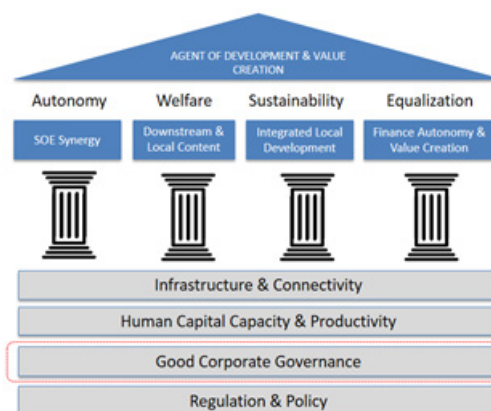 AGENT OF DEVELOPMENT & VALUE
CREATION
Autonomy Welfare Sustainability Equalization
SOE Synergy Downstream & Local Content Integrated Local Development Finance Autonomy & Value Creation
Infrastructure & Connectivity
Human Capital Capacity & Productivity
Good Corporate Governance
Regulation & Policy